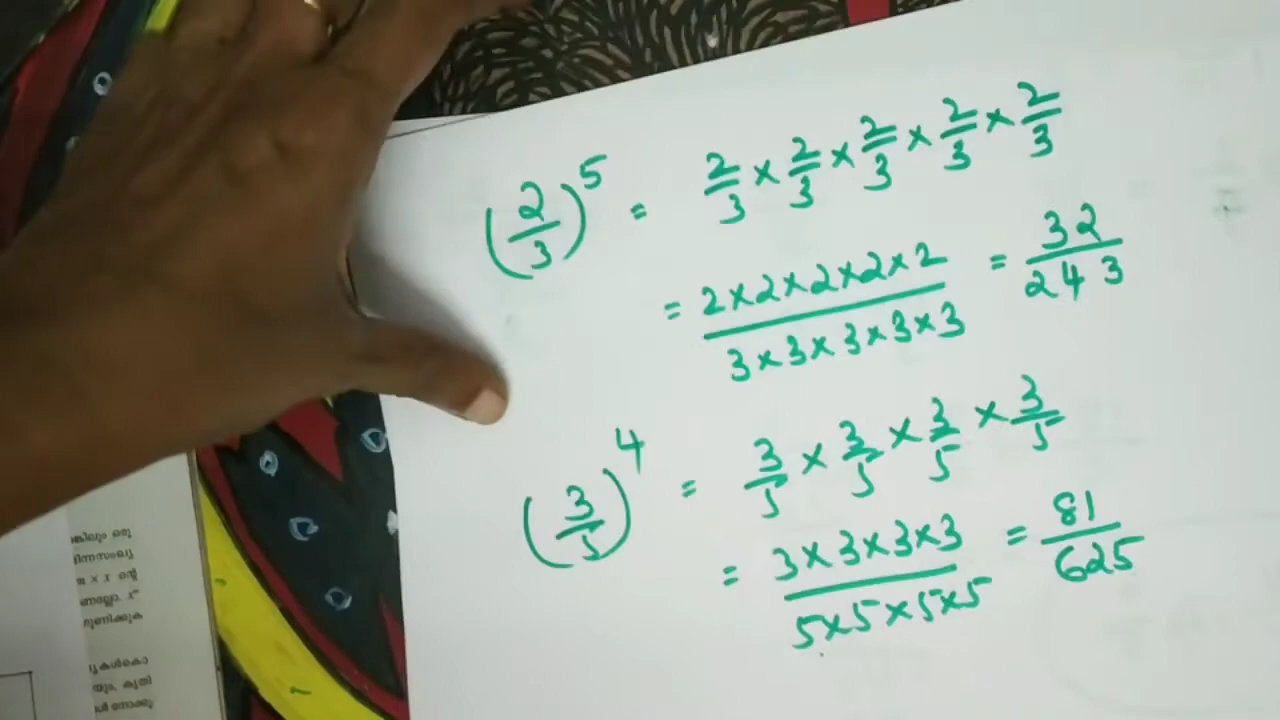 (2/3)^5 = 2/3 × 2/3 × 2/3 × 2/3 × 2/3
= 2×2×2×2×2 / 3×3×3×3×3 = 32/243
(3/5)^4 = 3/5 × 3/5 × 3/5 × 3/5
= 3×3×3×3 / 5×5×5×5 = 81/625
ഒരു
× x ന്റെ
കൃതി